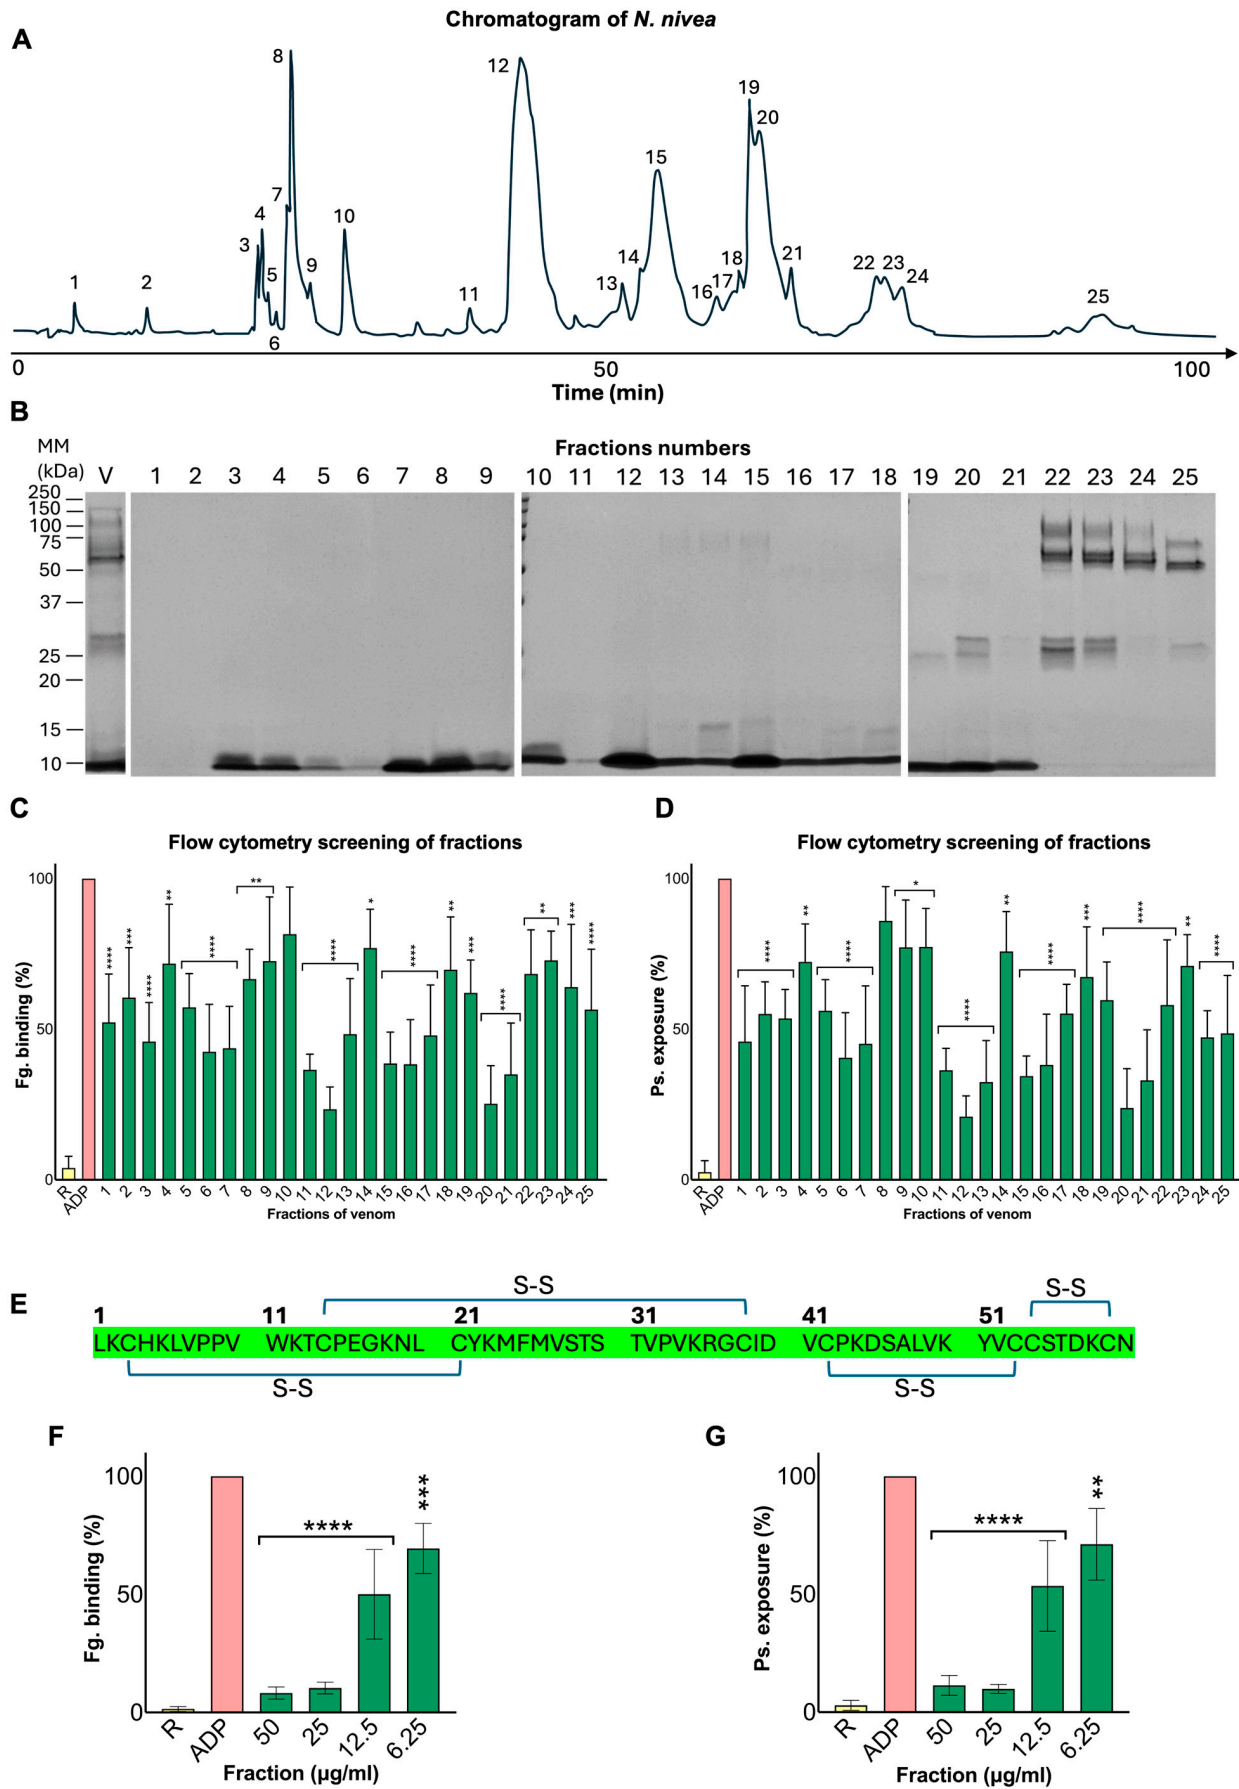 Chromatogram of N. nivea
A
1 2 3 4 5 6 7 8 9 10 11 12 13 14 15 16 17 18 19 20 21 22 23 24 25
0 50 100
Time (min)
B
MM
(kDa)
Fractions numbers
V 1 2 3 4 5 6 7 8 9 10 11 12 13 14 15 16 17 18 19 20 21 22 23 24 25
250
150
100
75
50
37
25
20
15
10
C
Flow cytometry screening of fractions
Fg. binding (%)
100
50
0
**** *** **** ** **** ** **** * **** ** *** **** ** *** ****
R ADP 1 2 3 4 5 6 7 8 9 10 11 12 13 14 15 16 17 18 19 20 21 22 23 24 25
Fractions of venom
D
Flow cytometry screening of fractions
Ps. exposure (%)
100
50
0
**** ** **** * **** ** **** *** **** ** ****
R ADP 1 2 3 4 5 6 7 8 9 10 11 12 13 14 15 16 17 18 19 20 21 22 23 24 25
Fractions of venom
E
S-S S-S
1 11 21 31 41 51
LKCHKLVPPV WKTCPEGKNL CYKMFMVSTS TVPVKRGCID VCPKDSALVK YVCCSTDKCN
S-S S-S
F
Fg. binding (%)
100
50
0
**** ***
R ADP 50 25 12.5 6.25
Fraction (µg/ml)
G
Ps. exposure (%)
100
50
0
**** **
R ADP 50 25 12.5 6.25
Fraction (µg/ml)